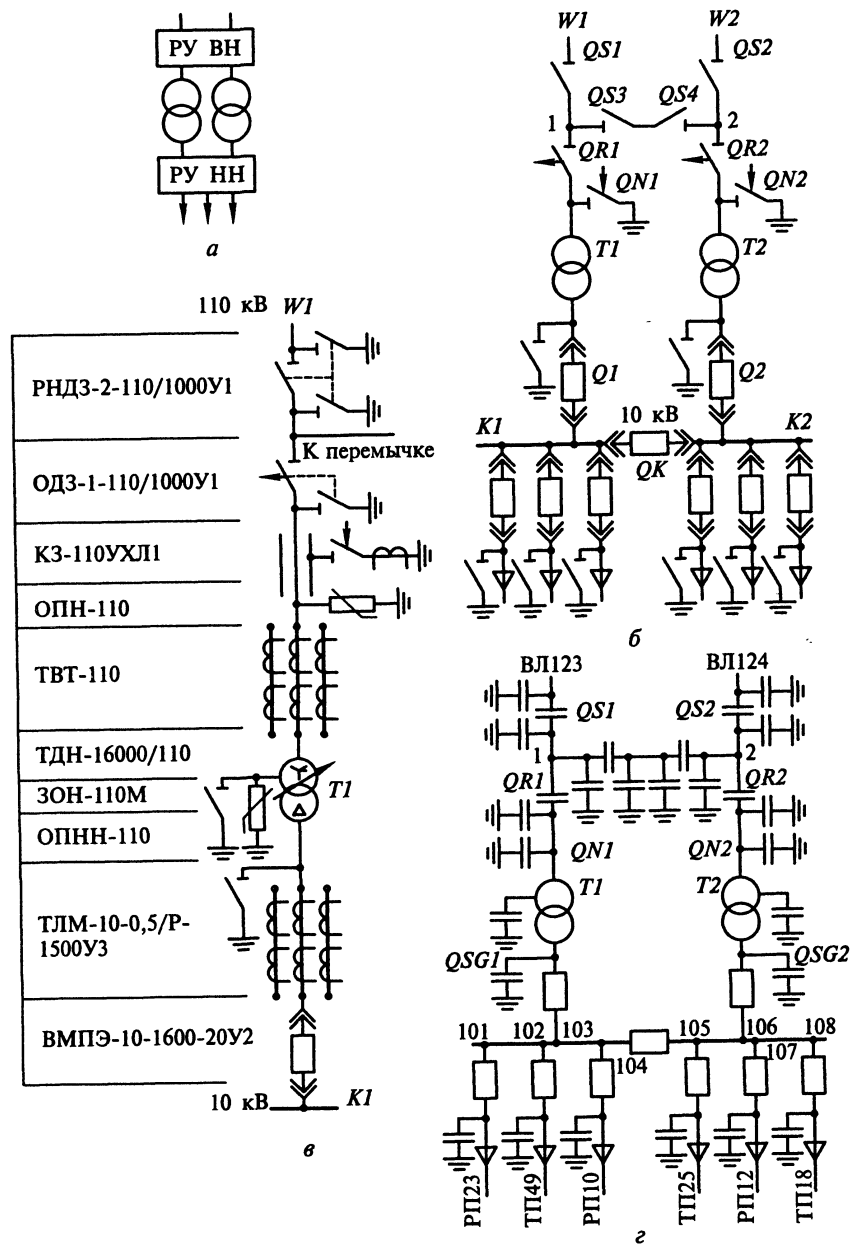 РУ ВН
РУ НН
а
W1
W2
QS1
QS2
QS3
QS4
1
2
QR1
QR2
QN1
QN2
T1
T2
Q1
Q2
K1
10 кВ
K2
QK
б
110 кВ W1
РНДЗ-2-110/1000У1
К перемычке
ОДЗ-1-110/1000У1
КЗ-110УХЛ1
ОПН-110
ТВТ-110
ТДН-16000/110
ЗОН-110М
T1
ОПНН-110
ТЛМ-10-0,5/Р-
1500У3
ВМПЭ-10-1600-20У2
10 кВ
K1
в
ВЛ123
ВЛ124
QS1
QS2
1
2
QR1
QR2
QN1
QN2
T1
T2
QSG1
QSG2
101
102
103
104
105
106
107
108
РП23
ТП49
РП10
ТП25
РП12
ТП18
г